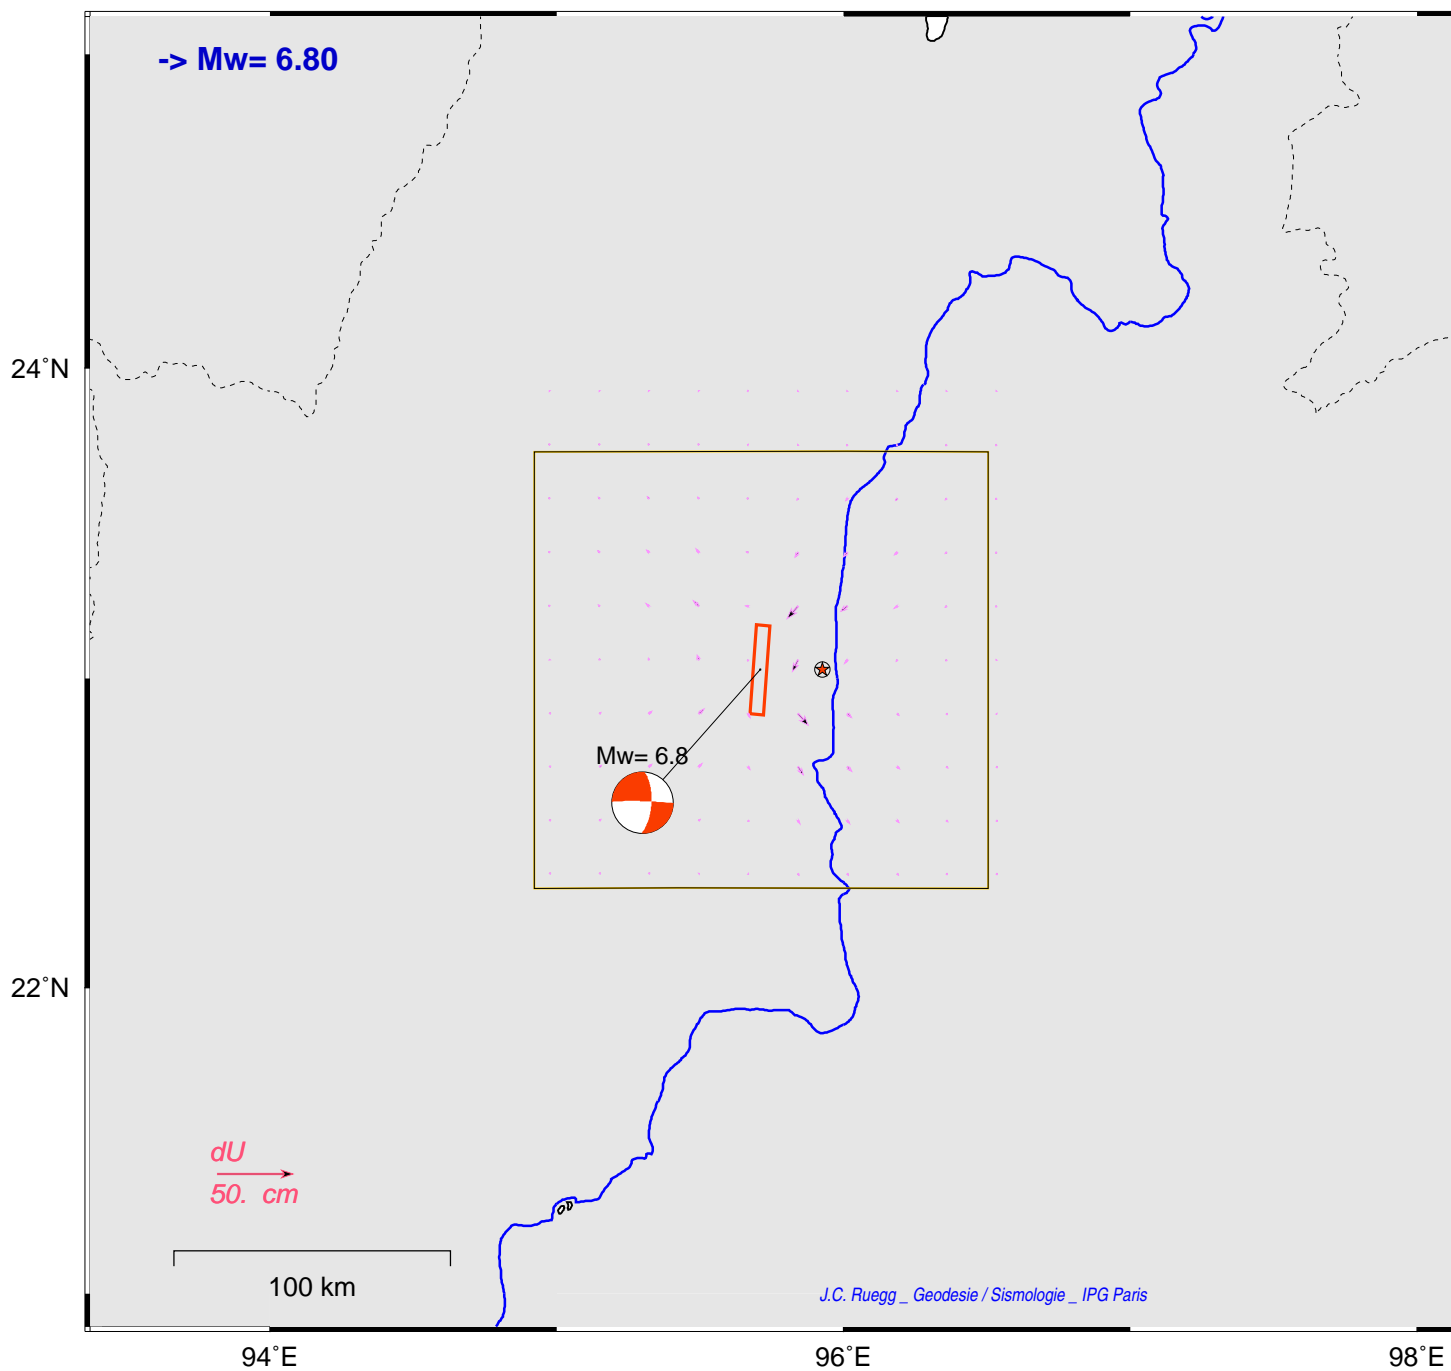 -> Mw= 6.80
24°N
Mw= 6.8
22°N
dU
50. cm
100 km
J.C. Ruegg _ Geodesie / Sismologie _ IPG Paris
94°E
96°E
98°E